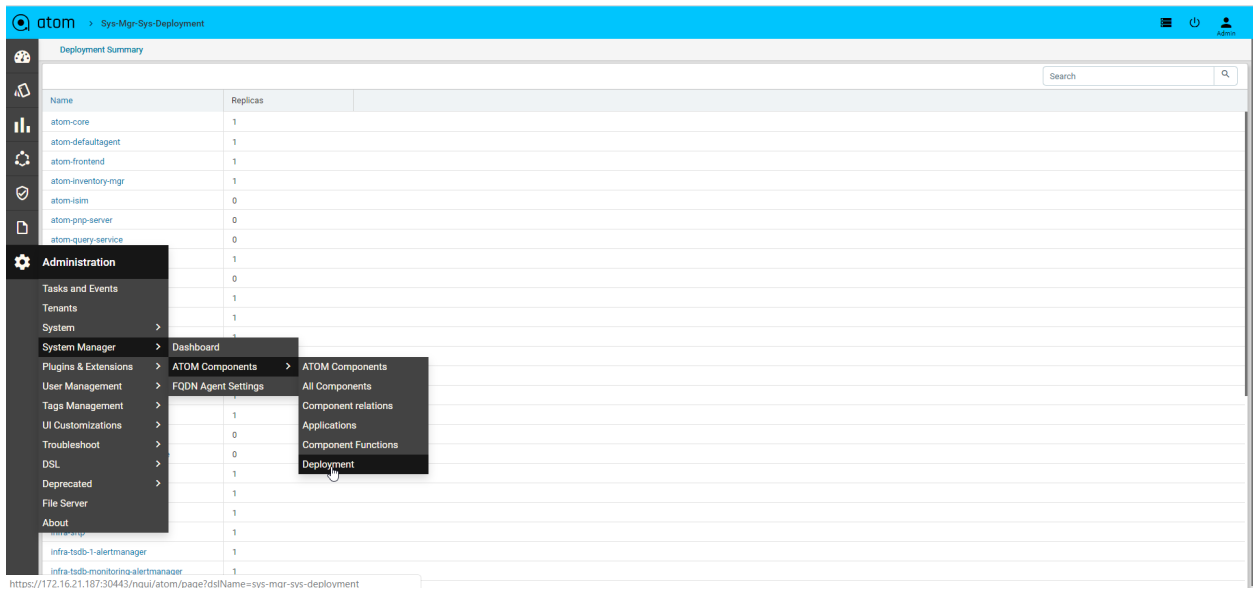 atom > Sys-Mgr-Sys-Deployment
Admin
Deployment Summary
Search
Name Replicas
atom-core 1
atom-defaultagent 1
atom-frontend 1
atom-inventory-mgr 1
atom-isim 0
atom-pnp-server 0
atom-query-service 0
Administration 1
0
Tasks and Events
1
Tenants
1
System >
System Manager > Dashboard
Plugins & Extensions > ATOM Components > ATOM Components
User Management > FQDN Agent Settings All Components
Tags Management > Component relations
1
UI Customizations > Applications
0
Troubleshoot > Component Functions
0
DSL > Deployment
1
Deprecated >
1
File Server
1
About
infra-snp 1
infra-tsdb-1-alertmanager 1
infra-tsdb-monitoring-alertmanager 1
https://172.16.21.187:30443/ngui/atom/page?dslName=sys-mgr-sys-deployment